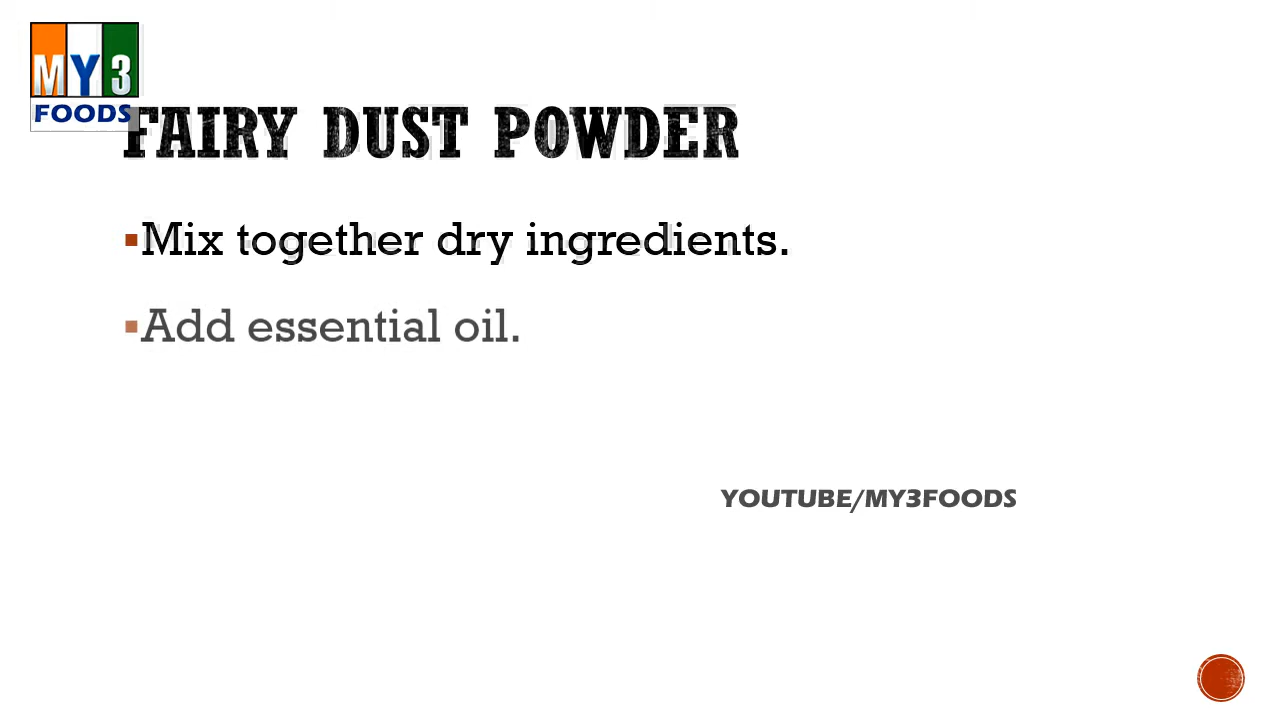 MY3
FOODS
FAIRY DUST POWDER
▪Mix together dry ingredients.
▪Add essential oil.
YOUTUBE/MY3FOODS